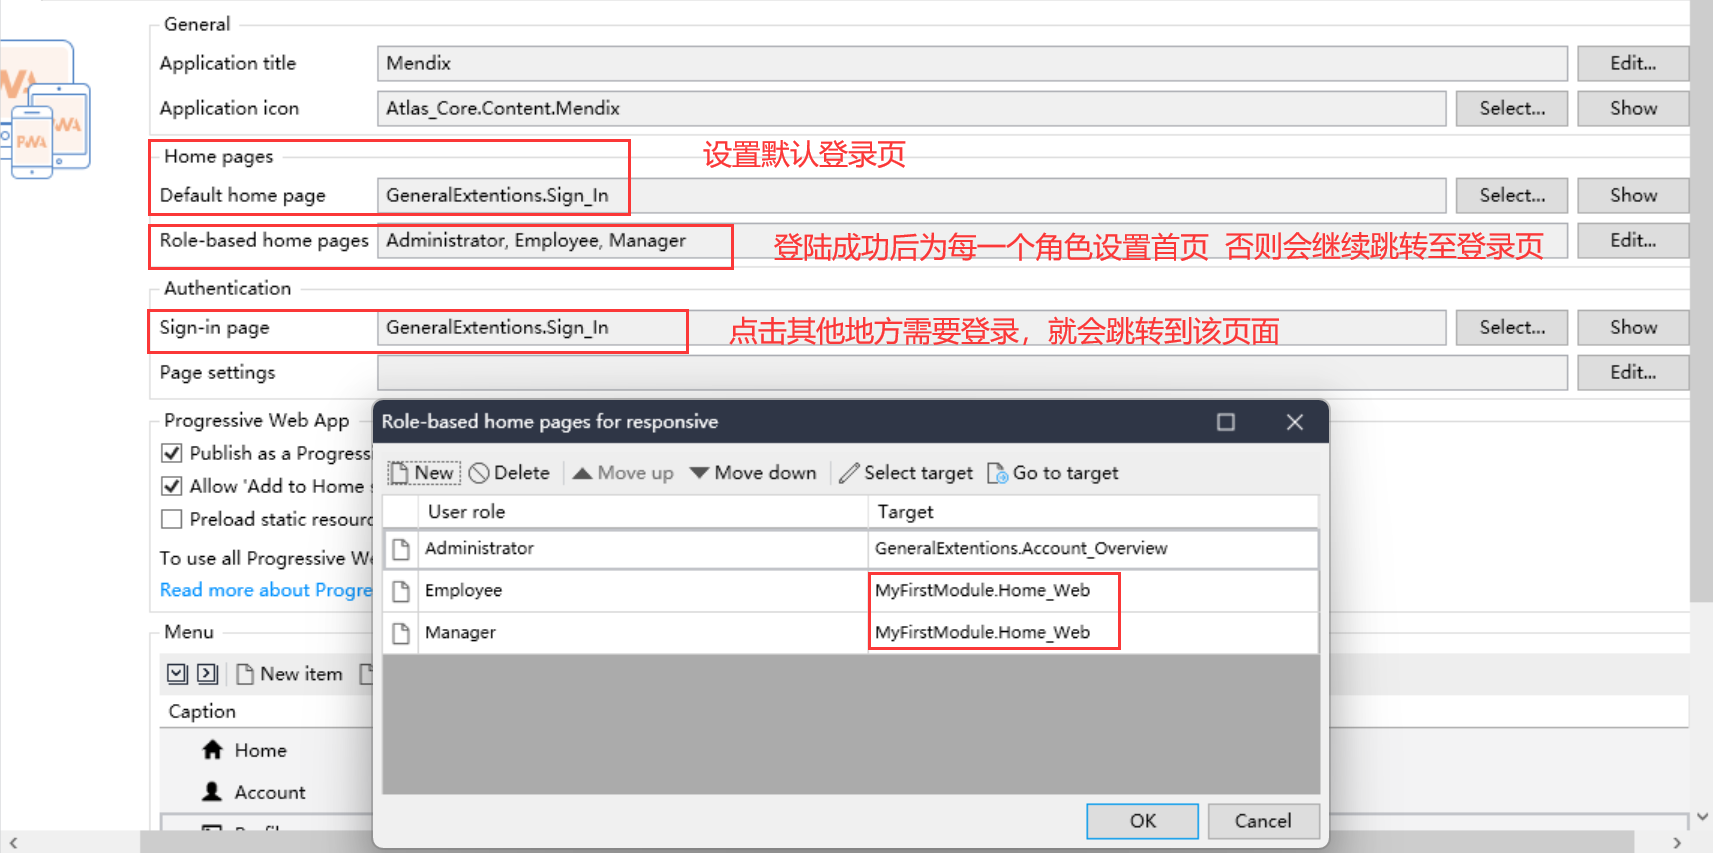 General
Application title Mendix Edit...
Application icon Atlas_Core.Content.Mendix Select... Show
PWA
Home pages 设置默认登录页
Default home page GeneralExtentions.Sign_In Select... Show
Role-based home pages Administrator, Employee, Manager 登陆成功后为每一个角色设置首页 否则会继续跳转至登录页 Edit...
Authentication
Sign-in page GeneralExtentions.Sign_In 点击其他地方需要登录，就会跳转到该页面 Select... Show
Page settings Edit...
Progressive Web App
Publish as a Progress
Allow 'Add to Home
Preload static resour
To use all Progressive W
Read more about Progre
Menu
New item
Caption
Home
Account
Role-based home pages for responsive
New Delete Move up Move down Select target Go to target
User role Target
Administrator GeneralExtentions.Account_Overview
Employee MyFirstModule.Home_Web
Manager MyFirstModule.Home_Web
OK Cancel